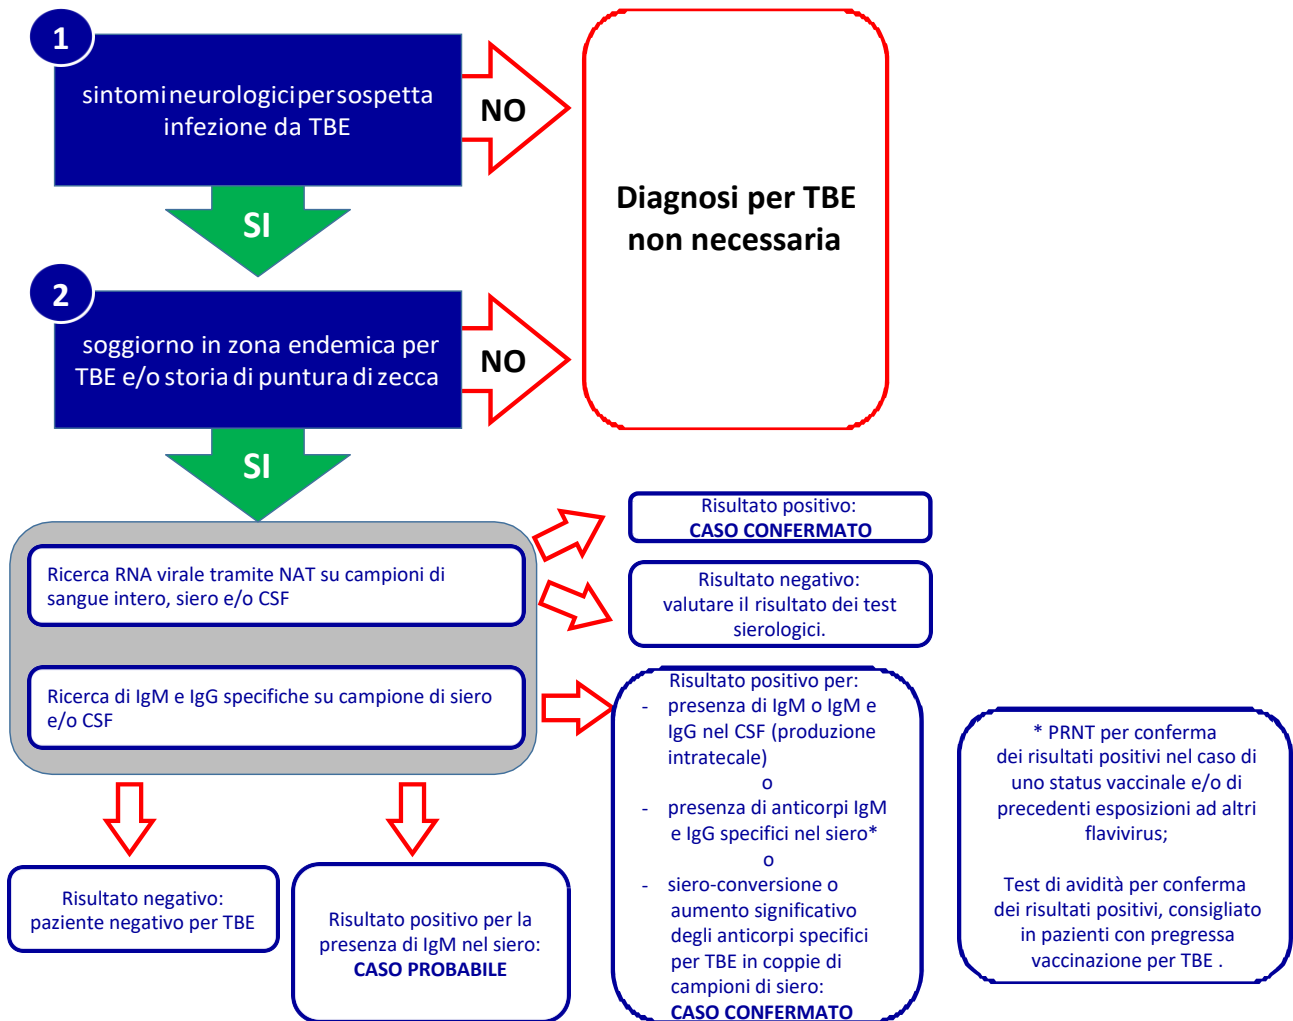 1
sintomi neurologici per sospetta
infezione da TBE
NO
SI
Diagnosi per TBE
non necessaria
2
soggiorno in zona endemica per
TBE e/o storia di puntura di zecca
NO
SI
Ricerca RNA virale tramite NAT su campioni di
sangue intero, siero e/o CSF
Ricerca di IgM e IgG specifiche su campione di siero
e/o CSF
Risultato positivo:
CASO CONFERMATO
Risultato negativo:
valutare il risultato dei test
sierologici.
Risultato positivo per:
- presenza di IgM o IgM e
IgG nel CSF (produzione
intratecale)
o
- presenza di anticorpi IgM
e IgG specifici nel siero*
o
- siero-conversione o
aumento significativo
degli anticorpi specifici
per TBE in coppie di
campioni di siero:
CASO CONFERMATO
* PRNT per conferma
dei risultati positivi nel caso di
uno status vaccinale e/o di
precedenti esposizioni ad altri
flavivirus;
Test di avidità per conferma
dei risultati positivi, consigliato
in pazienti con pregressa
vaccinazione per TBE .
Risultato negativo:
paziente negativo per TBE
Risultato positivo per la
presenza di IgM nel siero:
CASO PROBABILE